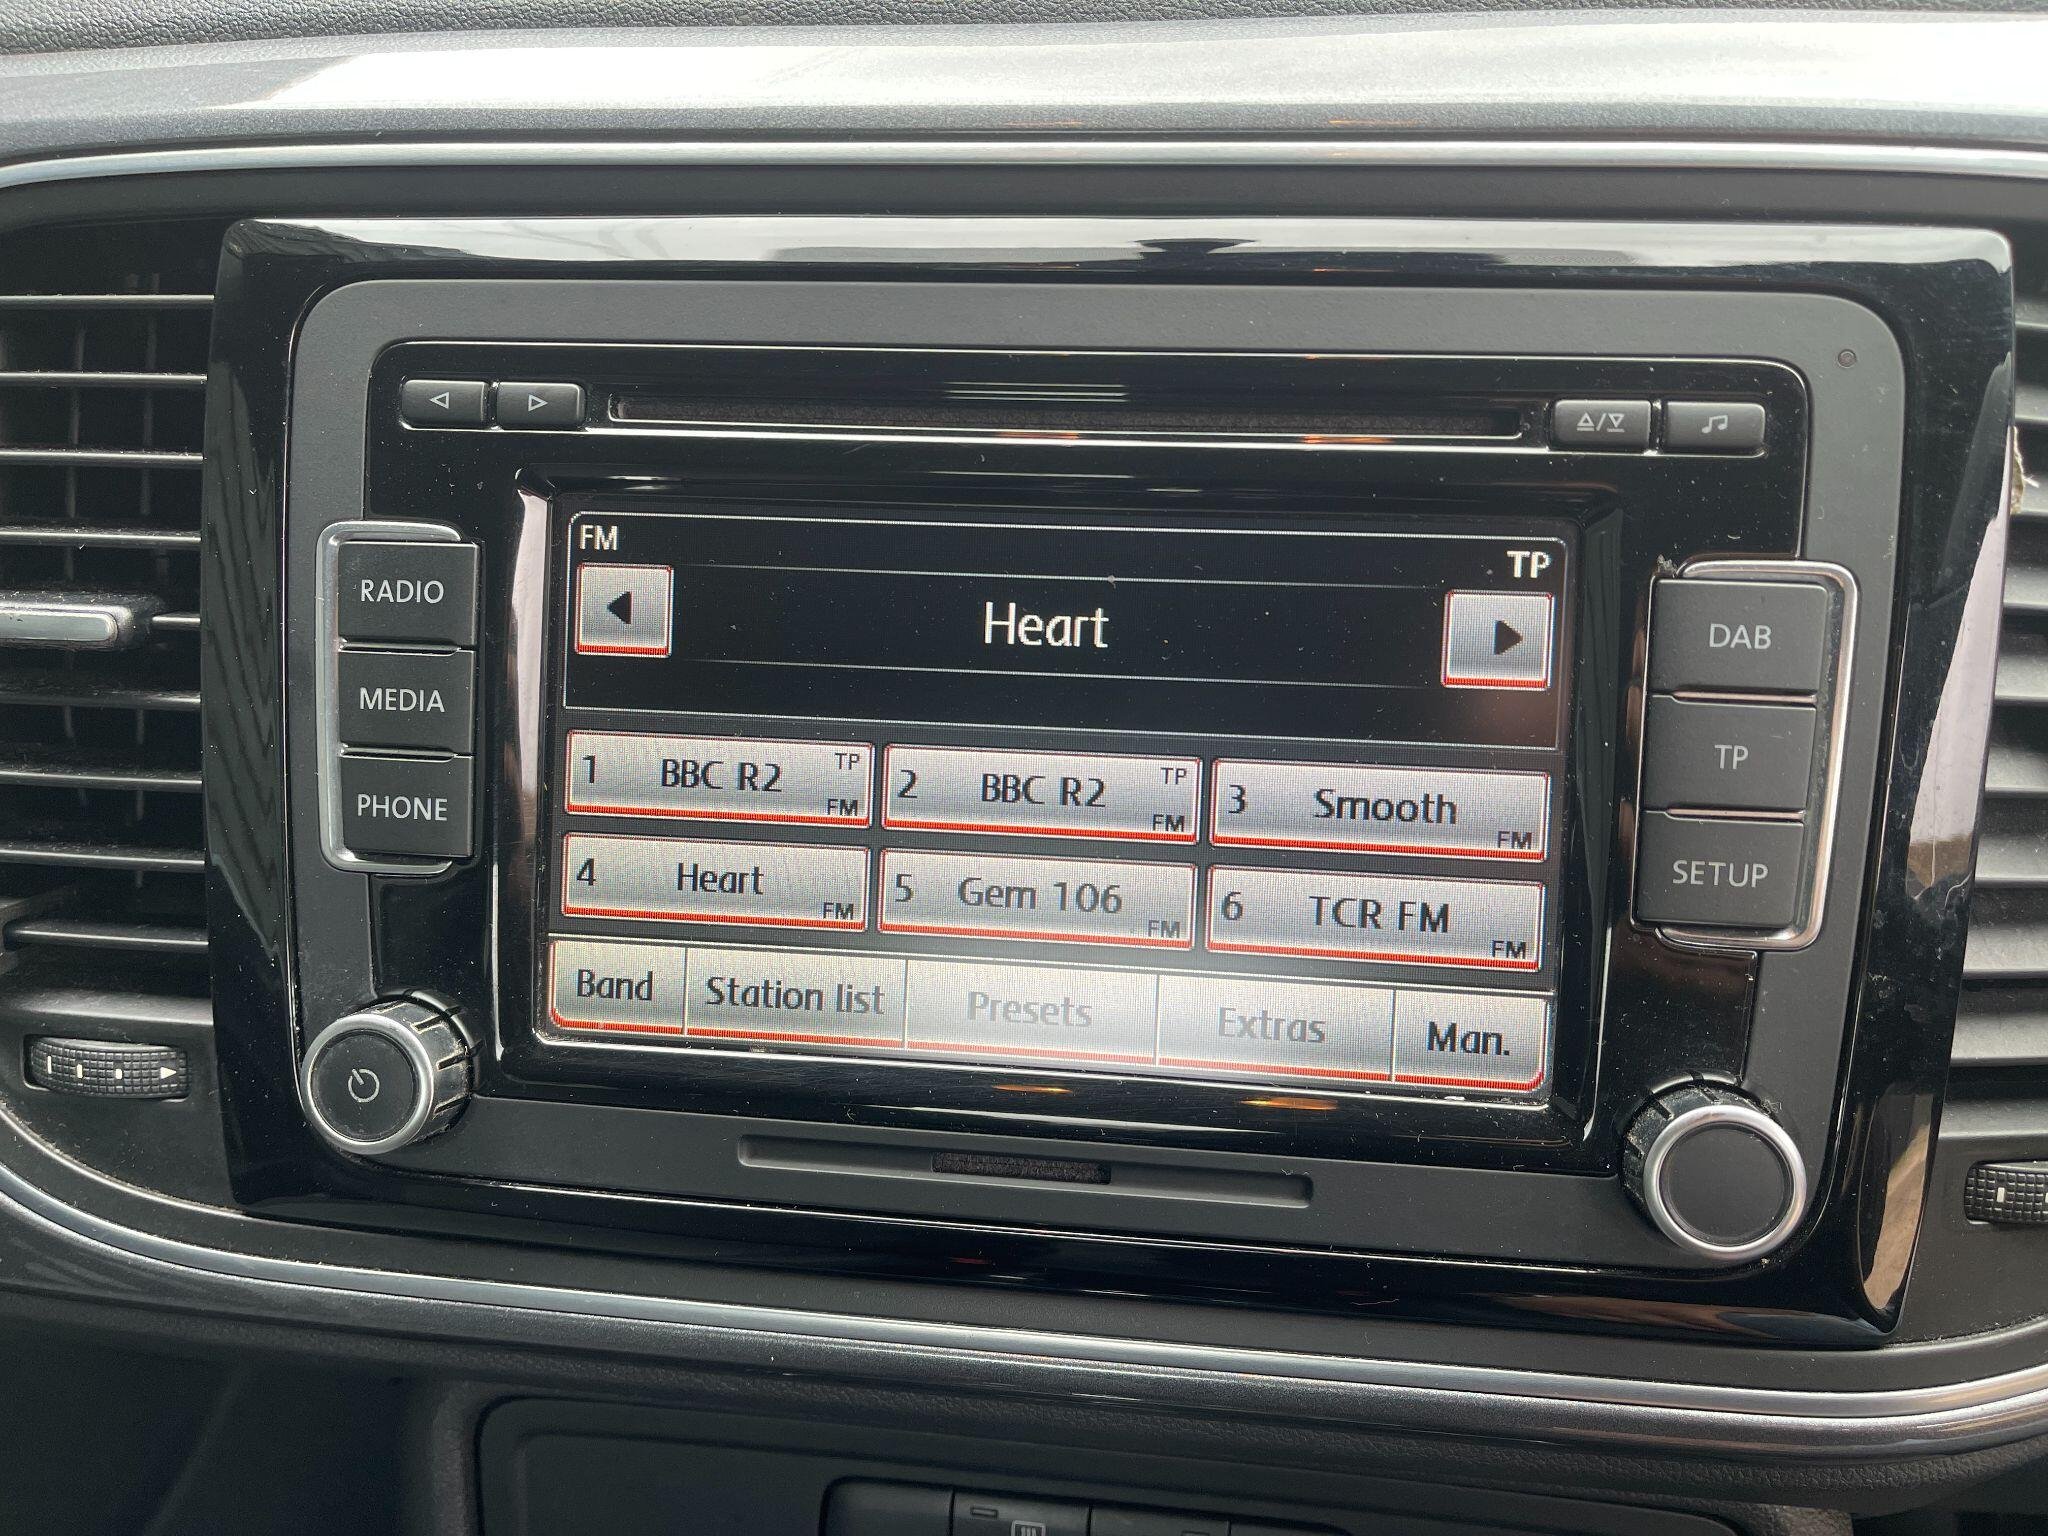 RADIO
MEDIA
PHONE
FM
TP
Heart
1 BBC R2 TP FM
2 BBC R2 TP FM
3 Smooth FM
4 Heart FM
5 Gem 106 FM
6 TCR FM FM
Band Station list Presets Extras Man.
DAB
TP
SETUP